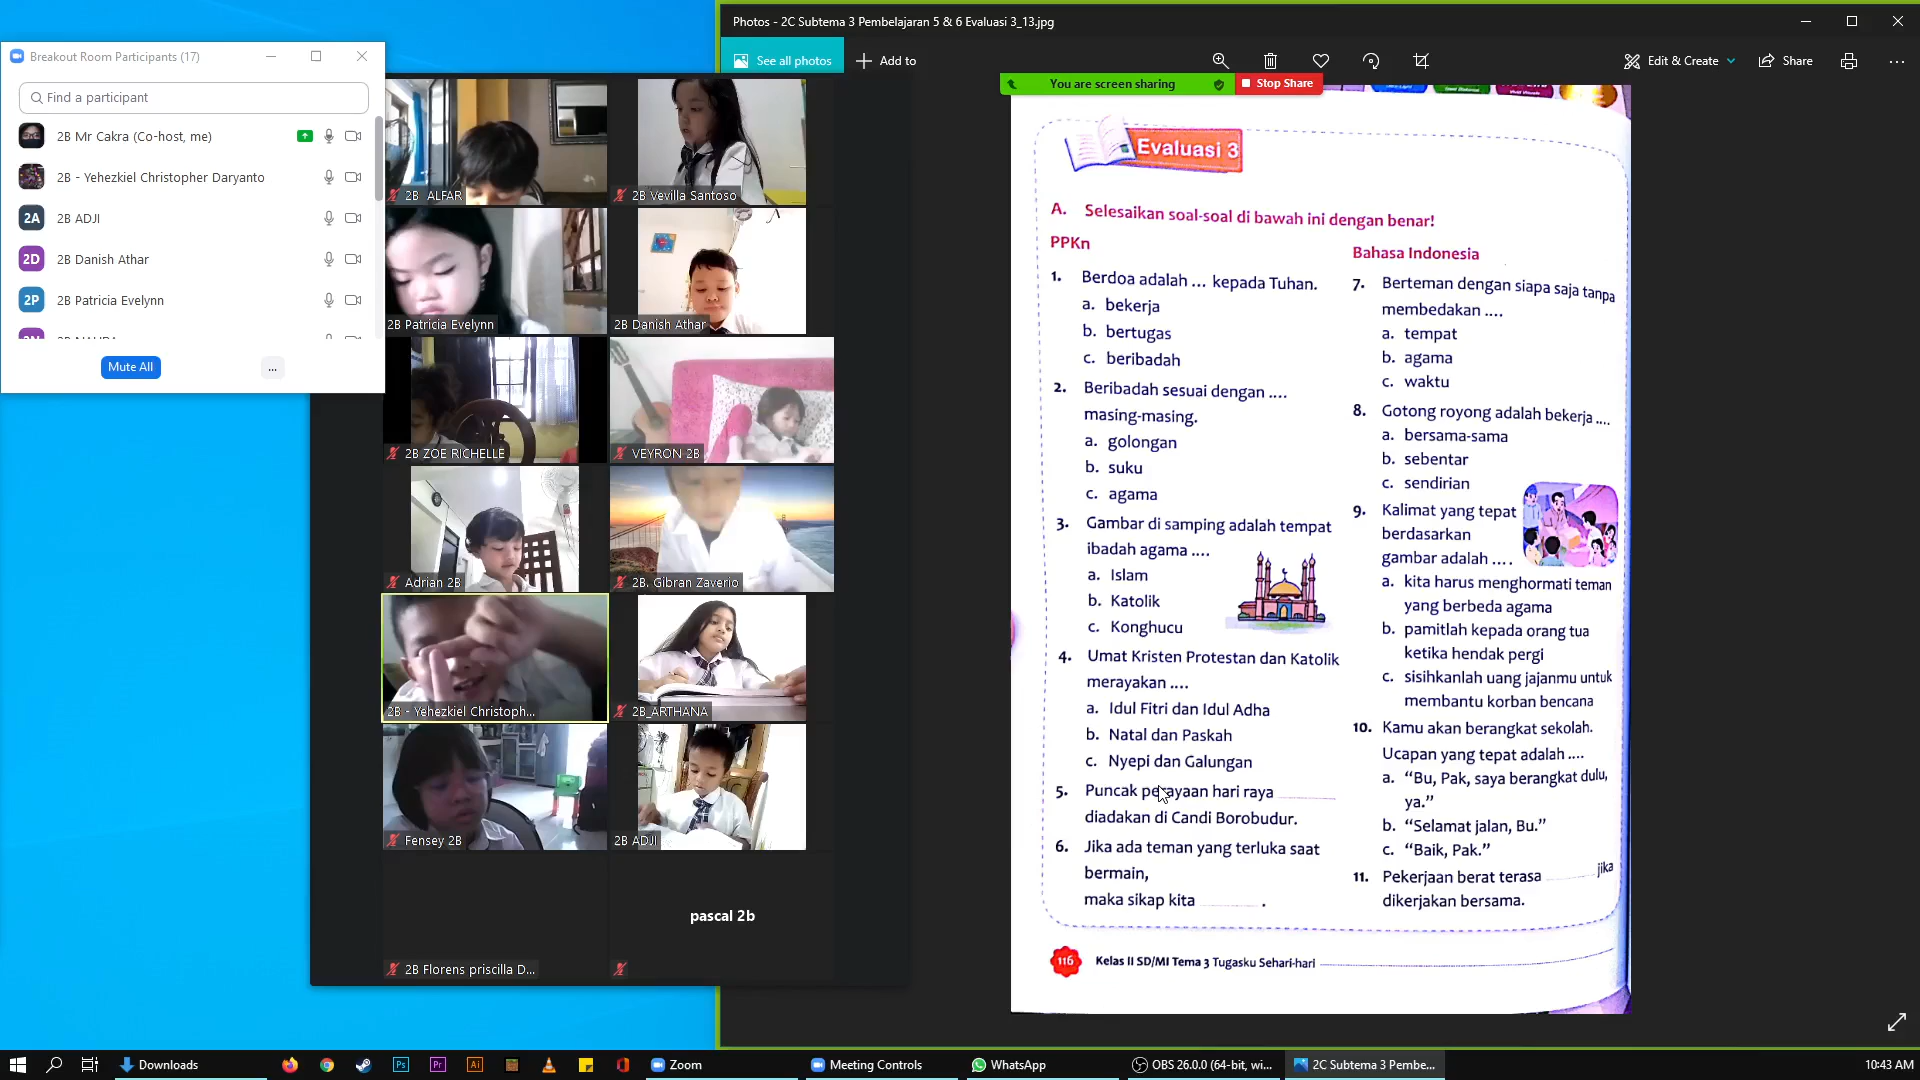 Photos - 2C Subtema 3 Pembelajaran 5 & 6 Evaluasi 3_13.jpg
See all photos
Add to
Edit & Create
Share
You are screen sharing
Stop Share
Breakout Room Participants (17)
Find a participant
2B Mr Cakra (Co-host, me)
2B - Yehezkiel Christopher Daryanto
2A 2B ADJI
2D 2B Danish Athar
2P 2B Patricia Evelynn
Mute All
...
2B ALFAR
2B Vevilla Santoso
2B Patricia Evelynn
2B Danish Athar
2B ZOE RICHELLE
VEYRON 2B
Adrian 2B
2B. Gibran Zaverio
2B - Yehezkiel Christoph...
2B_ARTHANA
Fensey 2B
2B ADJI
2B Florens priscilla D...
pascal 2b
Evaluasi 3
A. Selesaikan soal-soal di bawah ini dengan benar!
PPKn
1. Berdoa adalah ... kepada Tuhan.
a. bekerja
b. bertugas
c. beribadah
2. Beribadah sesuai dengan ....
masing-masing.
a. golongan
b. suku
c. agama
3. Gambar di samping adalah tempat
ibadah agama ....
a. Islam
b. Katolik
c. Konghucu
4. Umat Kristen Protestan dan Katolik
merayakan ....
a. Idul Fitri dan Idul Adha
b. Natal dan Paskah
c. Nyepi dan Galungan
5. Puncak perayaan hari raya ________
diadakan di Candi Borobudur.
6. Jika ada teman yang terluka saat
bermain,
maka sikap kita ________ .
Bahasa Indonesia
7. Berteman dengan siapa saja tanpa
membedakan ....
a. tempat
b. agama
c. waktu
8. Gotong royong adalah bekerja ....
a. bersama-sama
b. sebentar
c. sendirian
9. Kalimat yang tepat
berdasarkan
gambar adalah ....
a. kita harus menghormati teman
yang berbeda agama
b. pamitlah kepada orang tua
ketika hendak pergi
c. sisihkanlah uang jajanmu untuk
membantu korban bencana
10. Kamu akan berangkat sekolah.
Ucapan yang tepat adalah ....
a. “Bu, Pak, saya berangkat dulu,
ya.”
b. “Selamat jalan, Bu.”
c. “Baik, Pak.”
11. Pekerjaan berat terasa ________ jika
dikerjakan bersama.
116 Kelas II SD/MI Tema 3 Tugasku Sehari-hari
Downloads
Ps
Pr
Ai
Zoom
Meeting Controls
WhatsApp
OBS 26.0.0 (64-bit, wi...
2C Subtema 3 Pembe...
10:43 AM